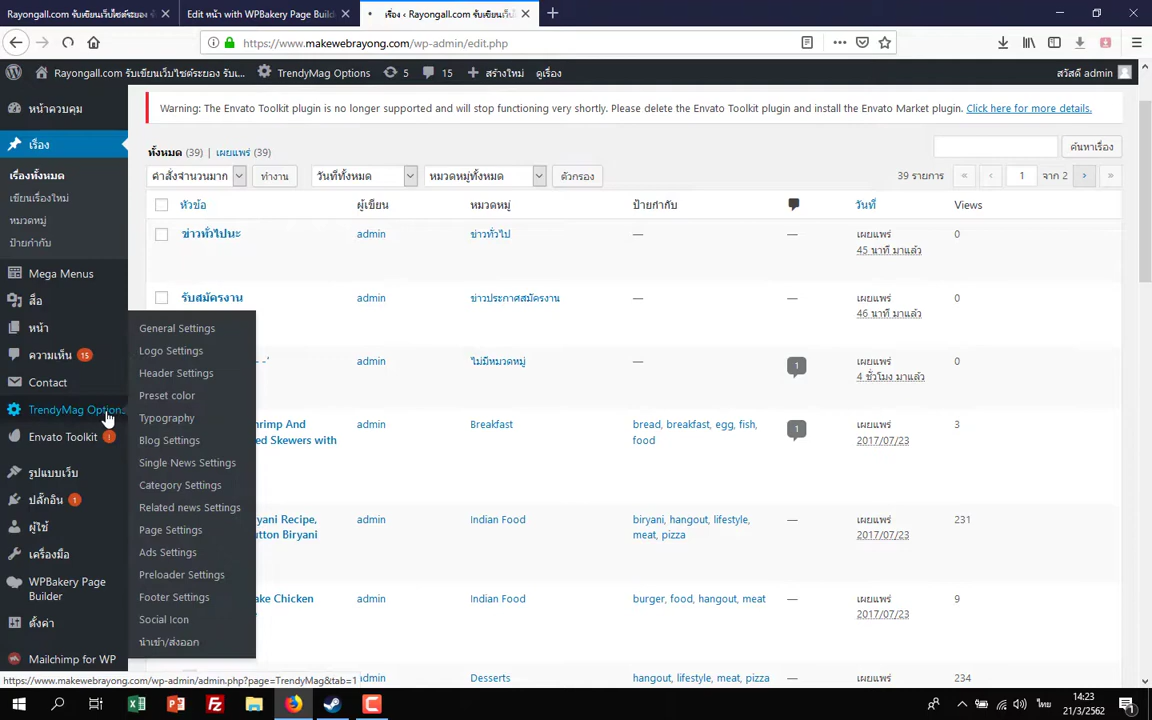 Rayongall.com รับเขียนเว็บไซต์ระยอง
Edit หน้า with WPBakery Page Build
เรื่อง ‹ Rayongall.com รับเขียนเว็บไซ
https://www.makewebrayong.com/wp-admin/edit.php
Rayongall.com รับเขียนเว็บไซต์ระยอง รับเ...
TrendyMag Options
5
15
สร้างใหม่
ดูเรื่อง
สวัสดี admin
หน้าควบคุม
เรื่อง
เรื่องทั้งหมด
เขียนเรื่องใหม่
หมวดหมู่
ป้ายกำกับ
Mega Menus
สื่อ
หน้า
ความเห็น 15
Contact
TrendyMag Options
Envato Toolkit !
รูปแบบเว็บ
ปลั๊กอิน 1
ผู้ใช้
เครื่องมือ
WPBakery Page
Builder
ตั้งค่า
Mailchimp for WP
General Settings
Logo Settings
Header Settings
Preset color
Typography
Blog Settings
Single News Settings
Category Settings
Related news Settings
Page Settings
Ads Settings
Preloader Settings
Footer Settings
Social Icon
นำเข้า/ส่งออก
Warning: The Envato Toolkit plugin is no longer supported and will stop functioning very shortly. Please delete the Envato Toolkit plugin and install the Envato Market plugin. Click here for more details.
ทั้งหมด (39) | เผยแพร่ (39)
ค้นหาเรื่อง
คำสั่งจำนวนมาก
ทำงาน
วันที่ทั้งหมด
หมวดหมู่ทั้งหมด
ตัวกรอง
39 รายการ « ‹ 1 จาก 2 › »
หัวข้อ ผู้เขียน หมวดหมู่ ป้ายกำกับ วันที่ Views
ข่าวทั่วไปนะ admin ข่าวทั่วไป — — เผยแพร่ 0
45 นาที มาแล้ว
รับสมัครงาน admin ข่าวประกาศสมัครงาน — — เผยแพร่ 0
46 นาที มาแล้ว
- -' admin ไม่มีหมวดหมู่ — 1 เผยแพร่ 0
4 ชั่วโมง มาแล้ว
hrimp And admin Breakfast bread, breakfast, egg, fish, 1 เผยแพร่ 3
ed Skewers with food 2017/07/23
yani Recipe, admin Indian Food biryani, hangout, lifestyle, — เผยแพร่ 231
utton Biryani meat, pizza 2017/07/23
ake Chicken admin Indian Food burger, food, hangout, meat — เผยแพร่ 9
2017/07/23
Desserts hangout, lifestyle, meat, pizza เผยแพร่ 234
https://www.makewebrayong.com/wp-admin/admin.php?page=TrendyMag&tab=1
ไทย
14:23
21/3/2562
1